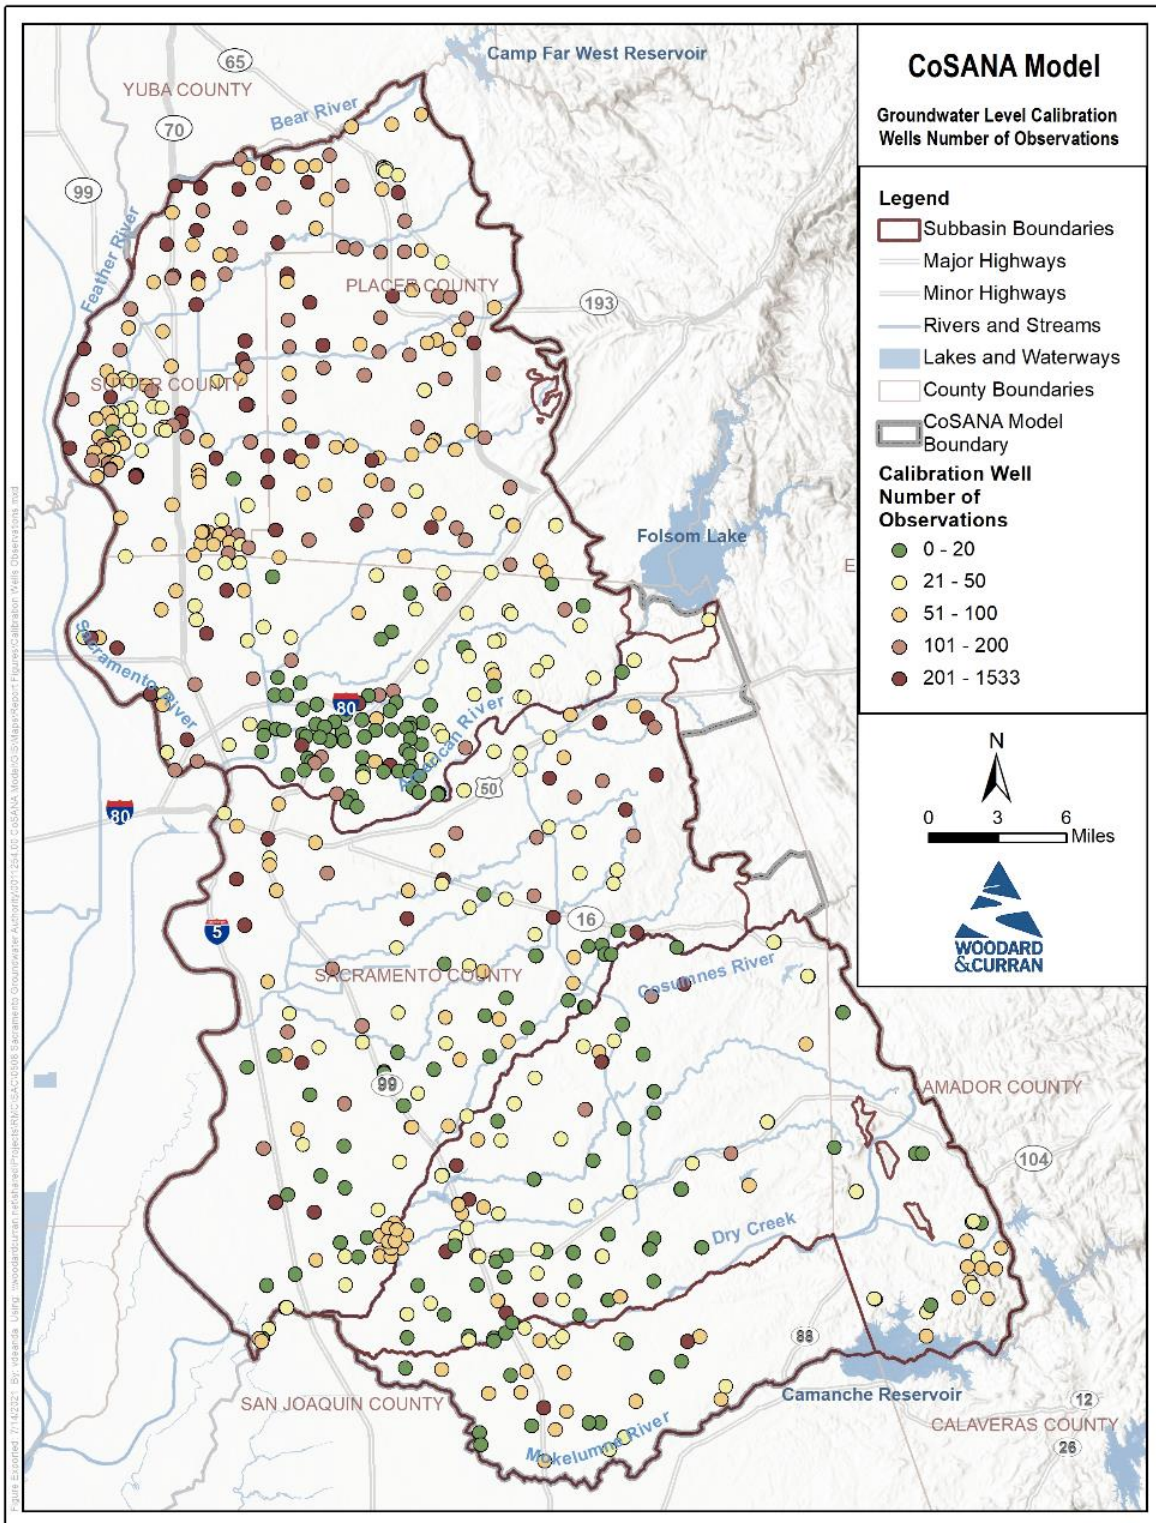 CoSANA Model
Groundwater Level Calibration
Wells Number of Observations
Legend
Subbasin Boundaries
Major Highways
Minor Highways
Rivers and Streams
Lakes and Waterways
County Boundaries
CoSANA Model
Boundary
Calibration Well
Number of
Observations
0 - 20
21 - 50
51 - 100
101 - 200
201 - 1533
N
0 3 6
Miles
WOODARD
&CURRAN
Camp Far West Reservoir
65
YUBA COUNTY
Bear River
70
99
Feather River
PLACER COUNTY
193
SUTTER COUNTY
Folsom Lake
E
Sacramento River
80
American River
50
80
16
5
SACRAMENTO COUNTY
Cosumnes River
99
AMADOR COUNTY
104
Dry Creek
88
Camanche Reservoir
SAN JOAQUIN COUNTY
12
CALAVERAS COUNTY
26
Mokelumne River